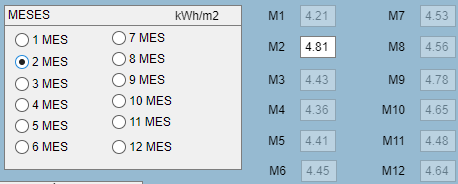 MESES kWh/m2
1 MES 7 MES
2 MES 8 MES
3 MES 9 MES
4 MES 10 MES
5 MES 11 MES
6 MES 12 MES
M1 4.21 M7 4.53
M2 4.81 M8 4.56
M3 4.43 M9 4.78
M4 4.36 M10 4.65
M5 4.41 M11 4.48
M6 4.45 M12 4.64